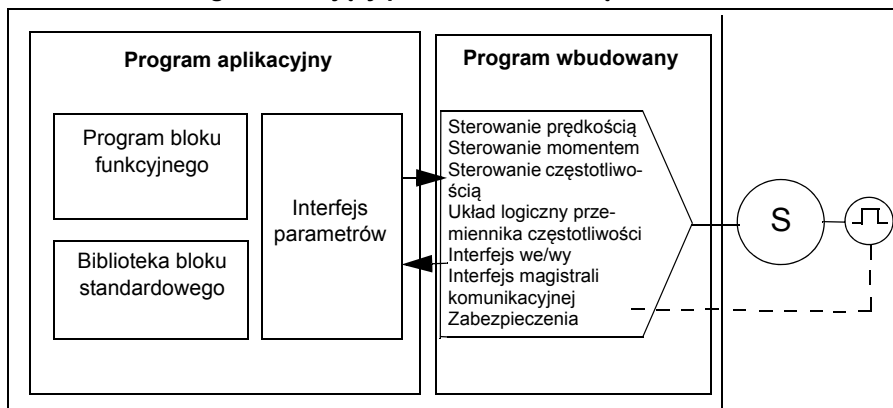 Program aplikacyjny
Program bloku
funkcyjnego
Biblioteka bloku
standardowego
Interfejs
parametrów
Program wbudowany
Sterowanie prędkością
Sterowanie momentem
Sterowanie częstotliwo-
ścią
Układ logiczny prze-
miennika częstotliwości
Interfejs we/wy
Interfejs magistrali
komunikacyjnej
Zabezpieczenia
S